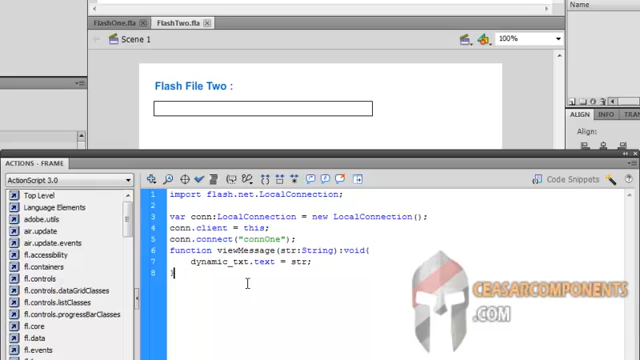 Name
FlashOne.fla
FlashTwo.fla
Scene 1
100%
Flash File Two :
ALIGN
INFO
Align:
ACTIONS - FRAME
ActionScript 3.0
Code Snippets
Top Level
Language Elements
adobe.utils
air.update
air.update.events
fl.accessibility
fl.containers
fl.controls
fl.controls.dataGridClasses
fl.controls.listClasses
fl.controls.progressBarClasses
fl.core
fl.data
fl.events
1 import flash.net.LocalConnection;
2
3 var conn:LocalConnection = new LocalConnection();
4 conn.client = this;
5 conn.connect("connOne");
6 function viewMessage(str:String):void{
7 dynamic_txt.text = str;
8 }
CEASARCOMPONENTS
.COM